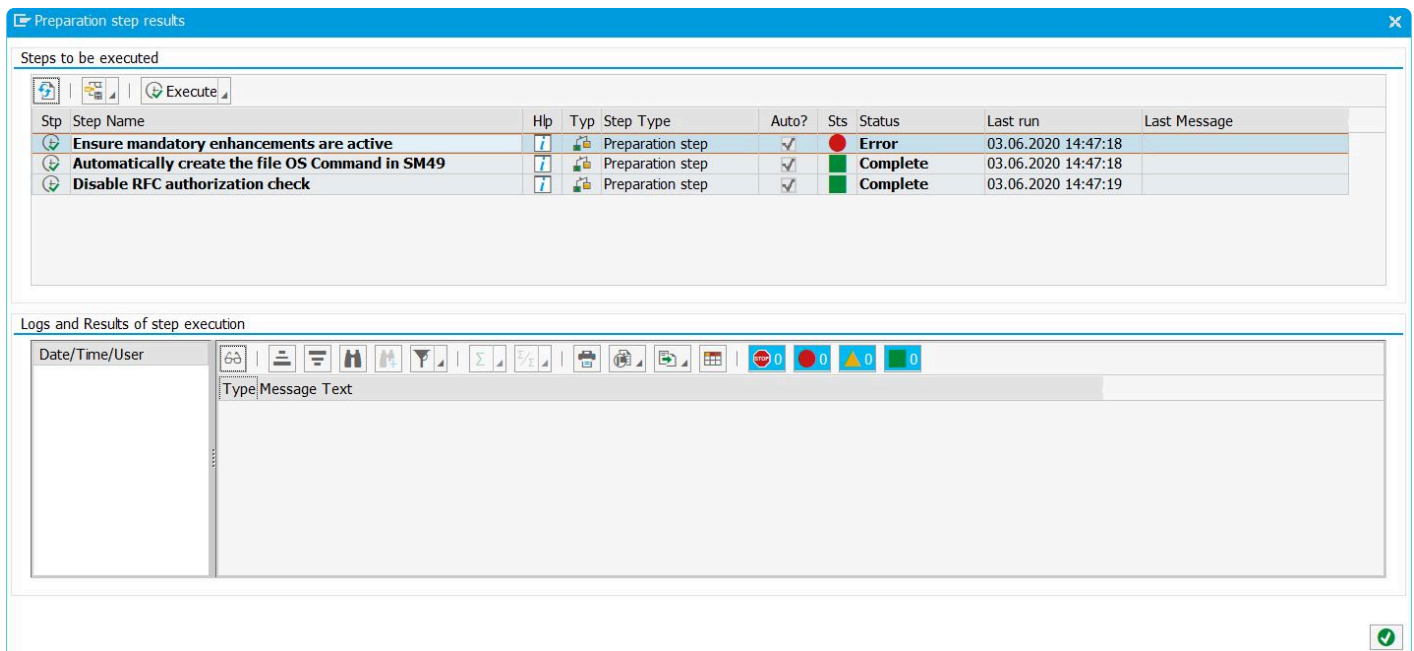 Preparation step results
Steps to be executed
Execute
Stp Step Name Hlp Typ Step Type Auto? Sts Status Last run Last Message
Ensure mandatory enhancements are active i Preparation step Error 03.06.2020 14:47:18
Automatically create the file OS Command in SM49 i Preparation step Complete 03.06.2020 14:47:18
Disable RFC authorization check i Preparation step Complete 03.06.2020 14:47:19
Logs and Results of step execution
Date/Time/User
STOP 0 0 0 0
Type Message Text